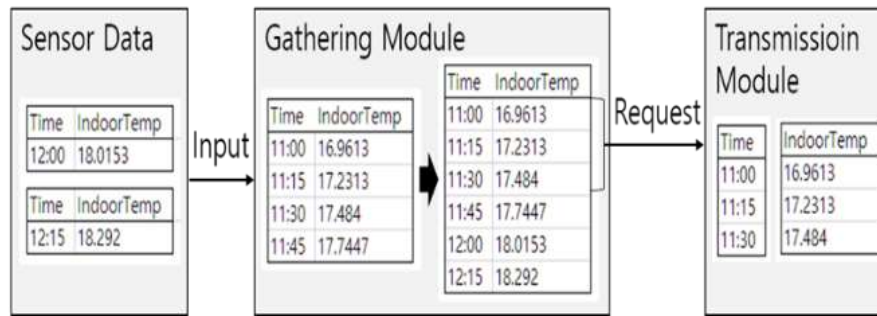 Sensor Data
Time IndoorTemp
12:00 18.0153
Time IndoorTemp
12:15 18.292
Input
Gathering Module
Time IndoorTemp
11:00 16.9613
11:15 17.2313
11:30 17.484
11:45 17.7447
Time IndoorTemp
11:00 16.9613
11:15 17.2313
11:30 17.484
11:45 17.7447
12:00 18.0153
12:15 18.292
Request
Transmissioin
Module
Time
11:00
11:15
11:30
IndoorTemp
16.9613
17.2313
17.484